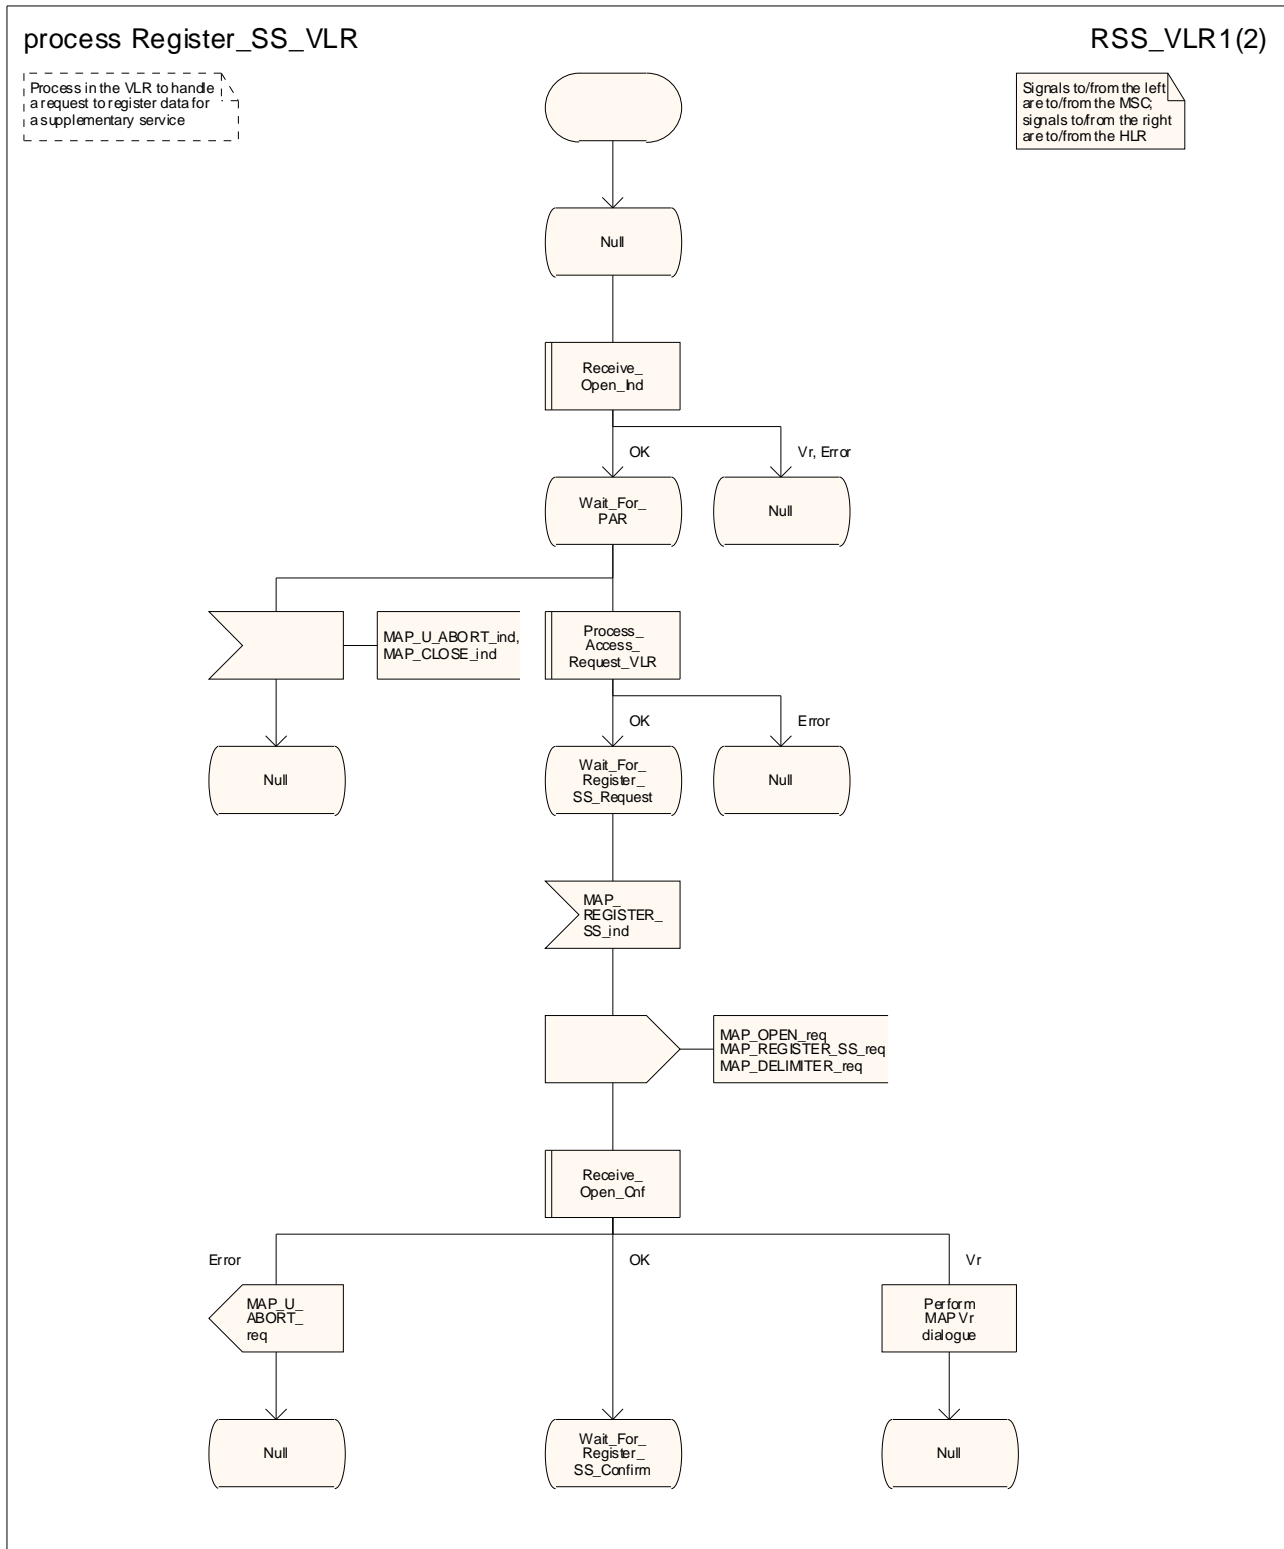 process Register_SS_VLR
RSS_VLR1(2)
Process in the VLR to handle
a request to register data for
a supplementary service
Signals to/from the left
are to/from the MSC;
signals to/from the right
are to/from the HLR
Null
Receive_
Open_Ind
OK
Vr, Error
Wait_For_
PAR
Null
MAP_U_ABORT_ind,
MAP_CLOSE_ind
Process_
Access_
Request_VLR
OK
Error
Null
Wait_For_
Register_
SS_Request
Null
MAP_
REGISTER_
SS_ind
MAP_OPEN_req
MAP_REGISTER_SS_req
MAP_DELIMITER_req
Receive_
Open_Cnf
Error
OK
Vr
MAP_U_
ABORT_
req
Perform
MAP Vr
dialogue
Null
Wait_For_
Register_
SS_Confirm
Null